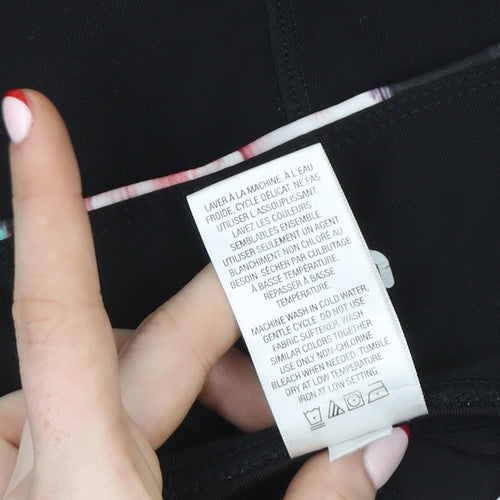 LAVER À LA MACHINE, À L'EAU
FROIDE, CYCLE DÉLICAT. NE PAS
UTILISER L'ASSOUPLISSANT.
LAVEZ LES COULEURS
SEMBLABLES ENSEMBLE.
UTILISER SEULEMENT UN AGENT
BLANCHIMENT NON CHLORÉ AU
BESOIN. SÉCHER PAR CULBUTAGE
À BASSE TEMPÉRATURE.
REPASSER À BASSE
TEMPÉRATURE.
MACHINE WASH IN COLD WATER,
GENTLE CYCLE. DO NOT USE
FABRIC SOFTENER. WASH
SIMILAR COLORS TOGETHER.
USE ONLY NON-CHLORINE
BLEACH WHEN NEEDED. TUMBLE
DRY AT LOW TEMPERATURE.
IRON AT LOW SETTING.